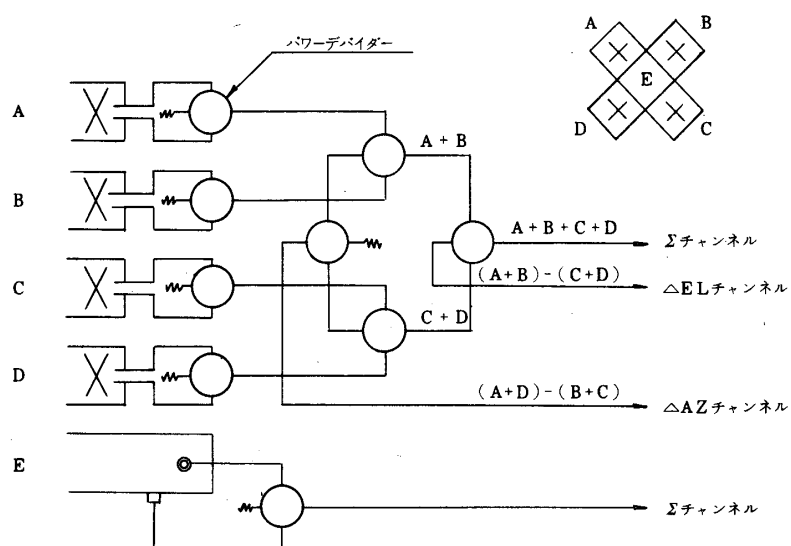 パワーデバイダー
A
B
E
D
C
A
B
C
D
E
A + B
C + D
A + B + C + D
Σチャンネル
(A+B)-(C+D)
△ELチャンネル
(A+D)-(B+C)
△AZチャンネル
Σチャンネル